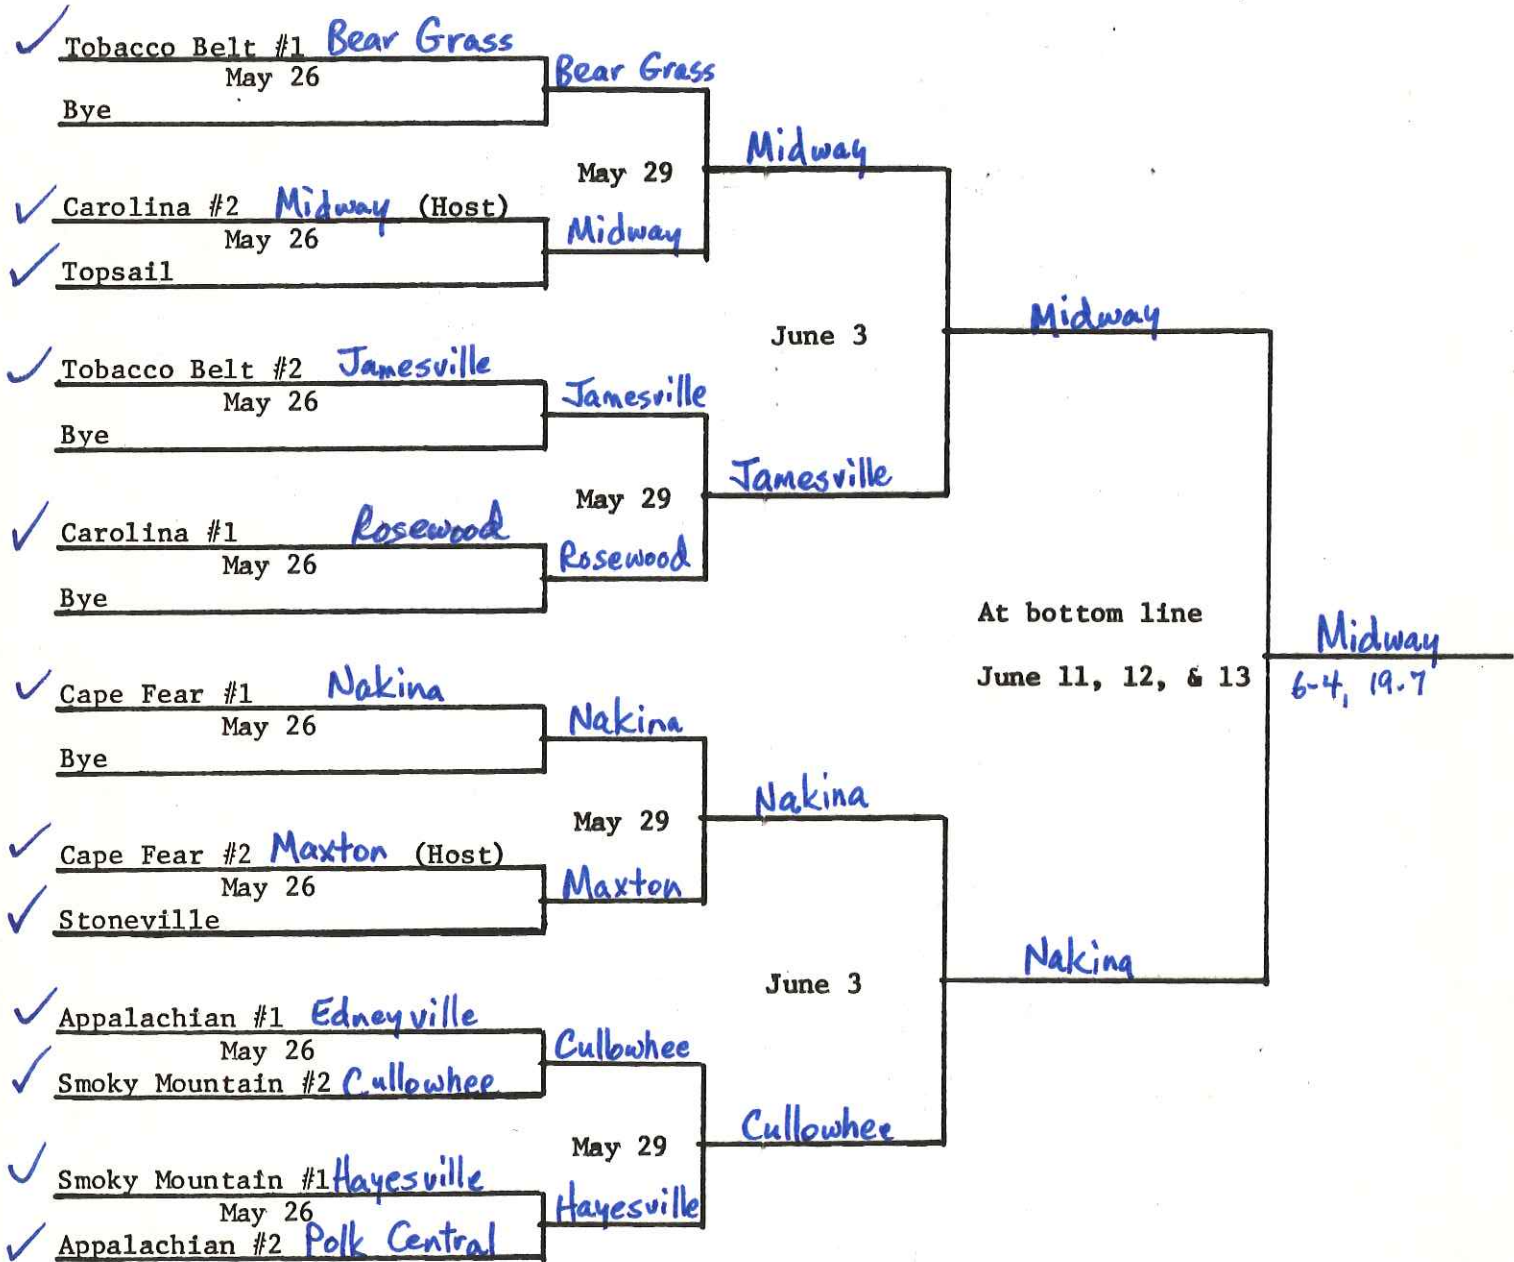 Tobacco Belt #1 Bear Grass
May 26
Bear Grass
Bye
Midway
May 29
Carolina #2 Midway (Host)
May 26
Midway
Topsail
June 3
Midway
Tobacco Belt #2 Jamesville
May 26
Jamesville
Bye
Jamesville
May 29
Carolina #1 Rosewood
May 26
Rosewood
Bye
At bottom line
June 11, 12, & 13
Midway
6-4, 19-7
Cape Fear #1 Nakina
May 26
Nakina
Bye
Nakina
May 29
Cape Fear #2 Maxton (Host)
May 26
Maxton
Stoneville
June 3
Nakina
Appalachian #1 Edneyville
May 26
Cullowhee
Smoky Mountain #2 Cullowhee
Cullowhee
May 29
Smoky Mountain #1 Hayesville
May 26
Hayesville
Appalachian #2 Polk Central